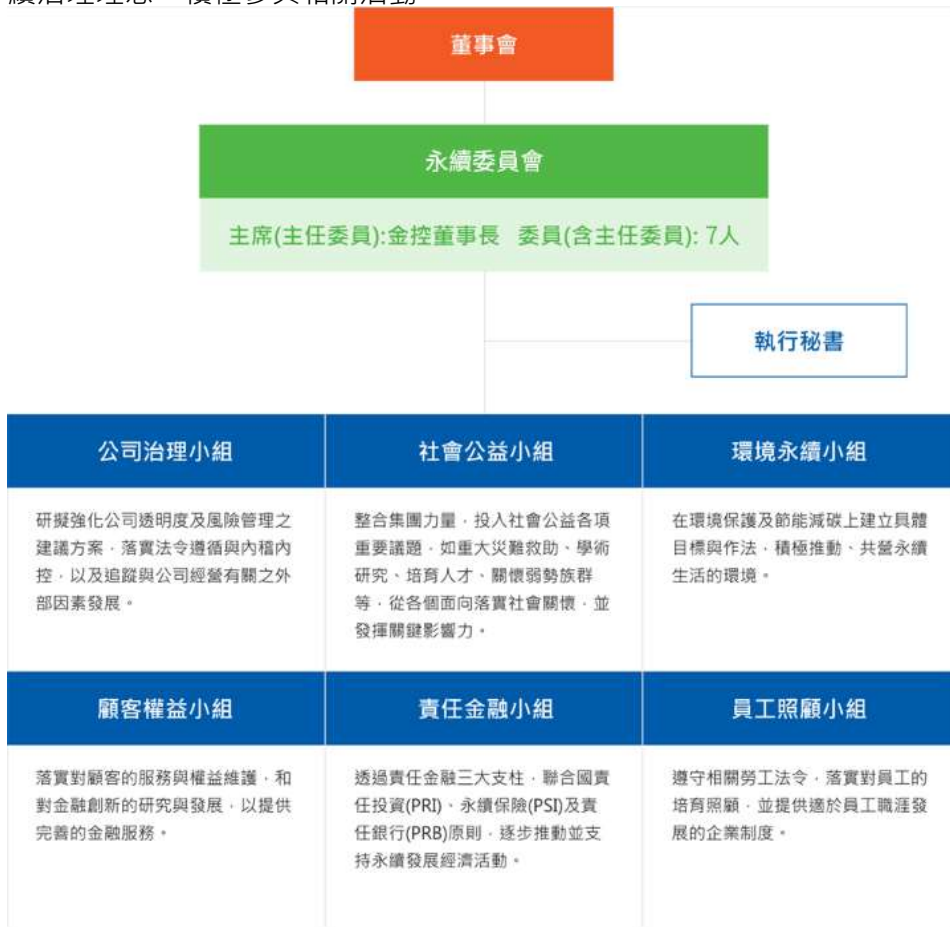 董事會
永續委員會
主席(主任委員):金控董事長 委員(含主任委員): 7人
執行秘書
公司治理小組
研擬強化公司透明度及風險管理之
建議方案，落實法令遵循與內稽內
控，以及追蹤與公司經營有關之外
部因素發展。
社會公益小組
整合集團力量，投入社會公益各項
重要議題，如重大災難救助、學術
研究、培育人才、關懷弱勢族群
等，從各個面向落實社會關懷，並
發揮關鍵影響力。
環境永續小組
在環境保護及節能減碳上建立具體
目標與作法，積極推動、共營永續
生活的環境。
顧客權益小組
落實對顧客的服務與權益維護，和
對金融創新的研究與發展，以提供
完善的金融服務。
責任金融小組
透過責任金融三大支柱，聯合國責
任投資(PRI)、永續保險(PSI)及責
任銀行(PRB)原則，逐步推動並支
持永續發展經濟活動。
員工照顧小組
遵守相關勞工法令，落實對員工的
培育照顧，並提供適於員工職涯發
展的企業制度。